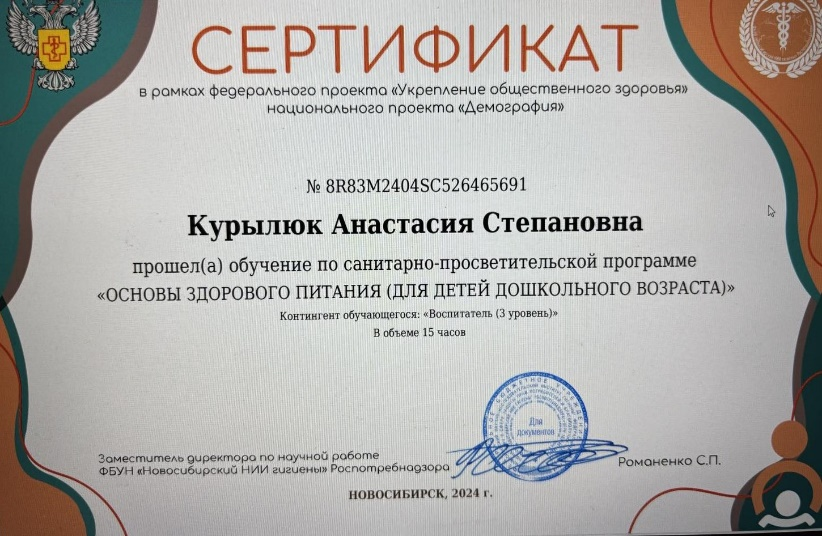 СЕРТИФИКАТ
в рамках федерального проекта «Укрепление общественного здоровья»
национального проекта «Демография»
№ 8R83M2404SC526465691
Курылюк Анастасия Степановна
прошел(а) обучение по санитарно-просветительской программе
«ОСНОВЫ ЗДОРОВОГО ПИТАНИЯ (ДЛЯ ДЕТЕЙ ДОШКОЛЬНОГО ВОЗРАСТА)»
Контингент обучающегося: «Воспитатель (3 уровень)»
В объеме 15 часов
Для
документов
Заместитель директора по научной работе
ФБУН «Новосибирский НИИ гигиены» Роспотребнадзора
Романенко С.П.
НОВОСИБИРСК, 2024 г.